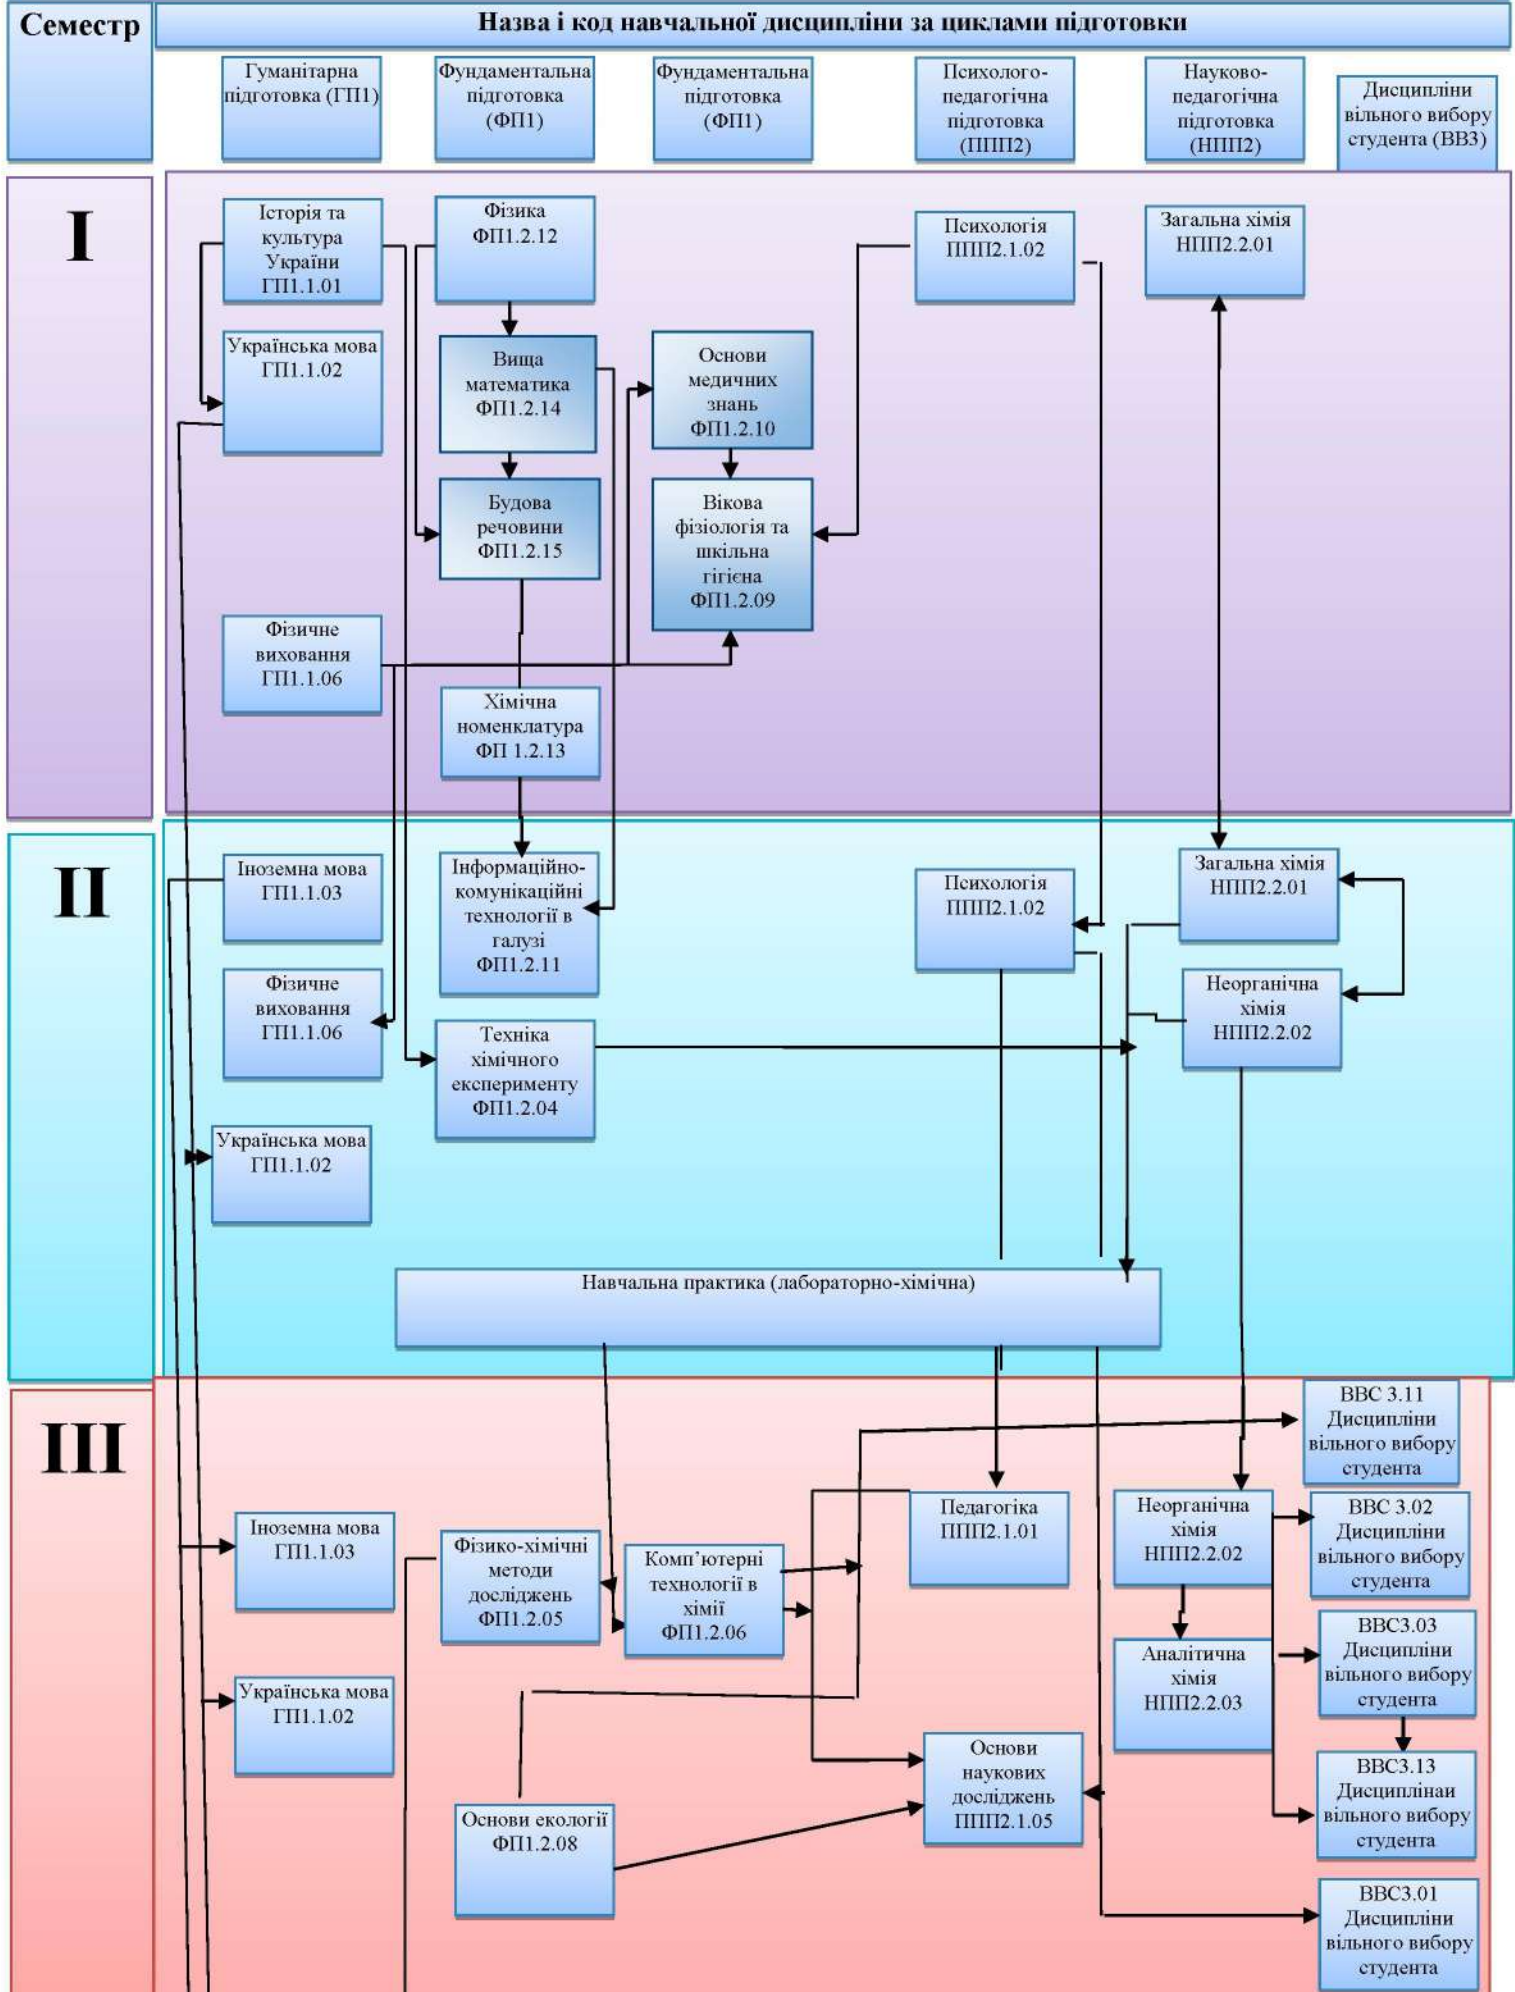 Семестр
Назва і код навчальної дисципліни за циклами підготовки
Гуманітарна
підготовка (ГП1)
Фундаментальна
підготовка
(ФП1)
Фундаментальна
підготовка
(ФП1)
Психолого-
педагогічна
підготовка
(ППП2)
Науково-
педагогічна
підготовка
(НПП2)
Дисципліни
вільного вибору
студента (ВВ3)
I
Історія та
культура
України
ГП1.1.01
Фізика
ФП1.2.12
Психологія
ППП2.1.02
Загальна хімія
НПП2.2.01
Українська мова
ГП1.1.02
Вища
математика
ФП1.2.14
Основи
медичних
знань
ФП1.2.10
Будова
речовини
ФП1.2.15
Вікова
фізіологія та
шкільна
гігієна
ФП1.2.09
Фізичне
виховання
ГП1.1.06
Хімічна
номенклатура
ФП 1.2.13
II
Іноземна мова
ГП1.1.03
Інформаційно-
комунікаційні
технології в
галузі
ФП1.2.11
Психологія
ППП2.1.02
Загальна хімія
НПП2.2.01
Фізичне
виховання
ГП1.1.06
Неорганічна
хімія
НПП2.2.02
Техніка
хімічного
експерименту
ФП1.2.04
Українська мова
ГП1.1.02
Навчальна практика (лабораторно-хімічна)
III
ВВС 3.11
Дисципліни
вільного вибору
студента
Іноземна мова
ГП1.1.03
Фізико-хімічні
методи
досліджень
ФП1.2.05
Комп’ютерні
технології в
хімії
ФП1.2.06
Педагогіка
ППП2.1.01
Неорганічна
хімія
НПП2.2.02
ВВС 3.02
Дисципліни
вільного вибору
студента
Українська мова
ГП1.1.02
Аналітична
хімія
НПП2.2.03
ВВС3.03
Дисципліни
вільного вибору
студента
Основи екології
ФП1.2.08
Основи
наукових
досліджень
ППП2.1.05
ВВС3.13
Дисциплінаи
вільного вибору
студента
ВВС3.01
Дисципліни
вільного вибору
студента